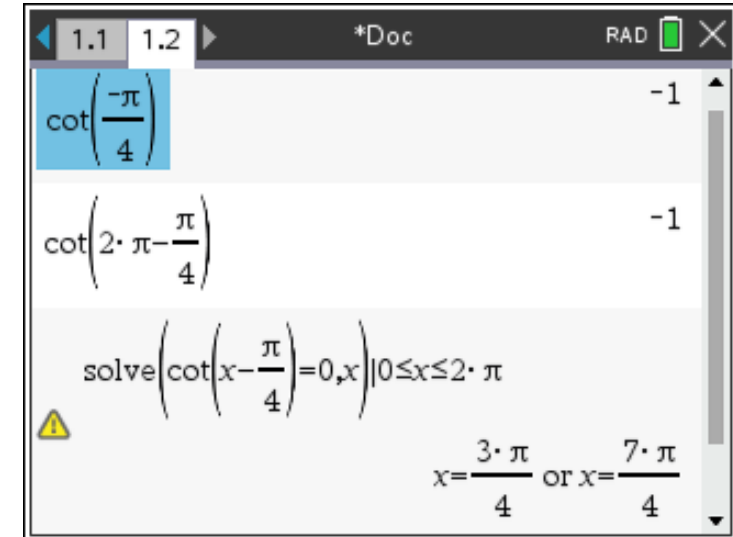 1.1 1.2 *Doc RAD
cot(-π/4) -1
cot(2·π-π/4) -1
solve(cot(x-π/4)=0,x)|0≤x≤2·π
x=3·π/4 or x=7·π/4